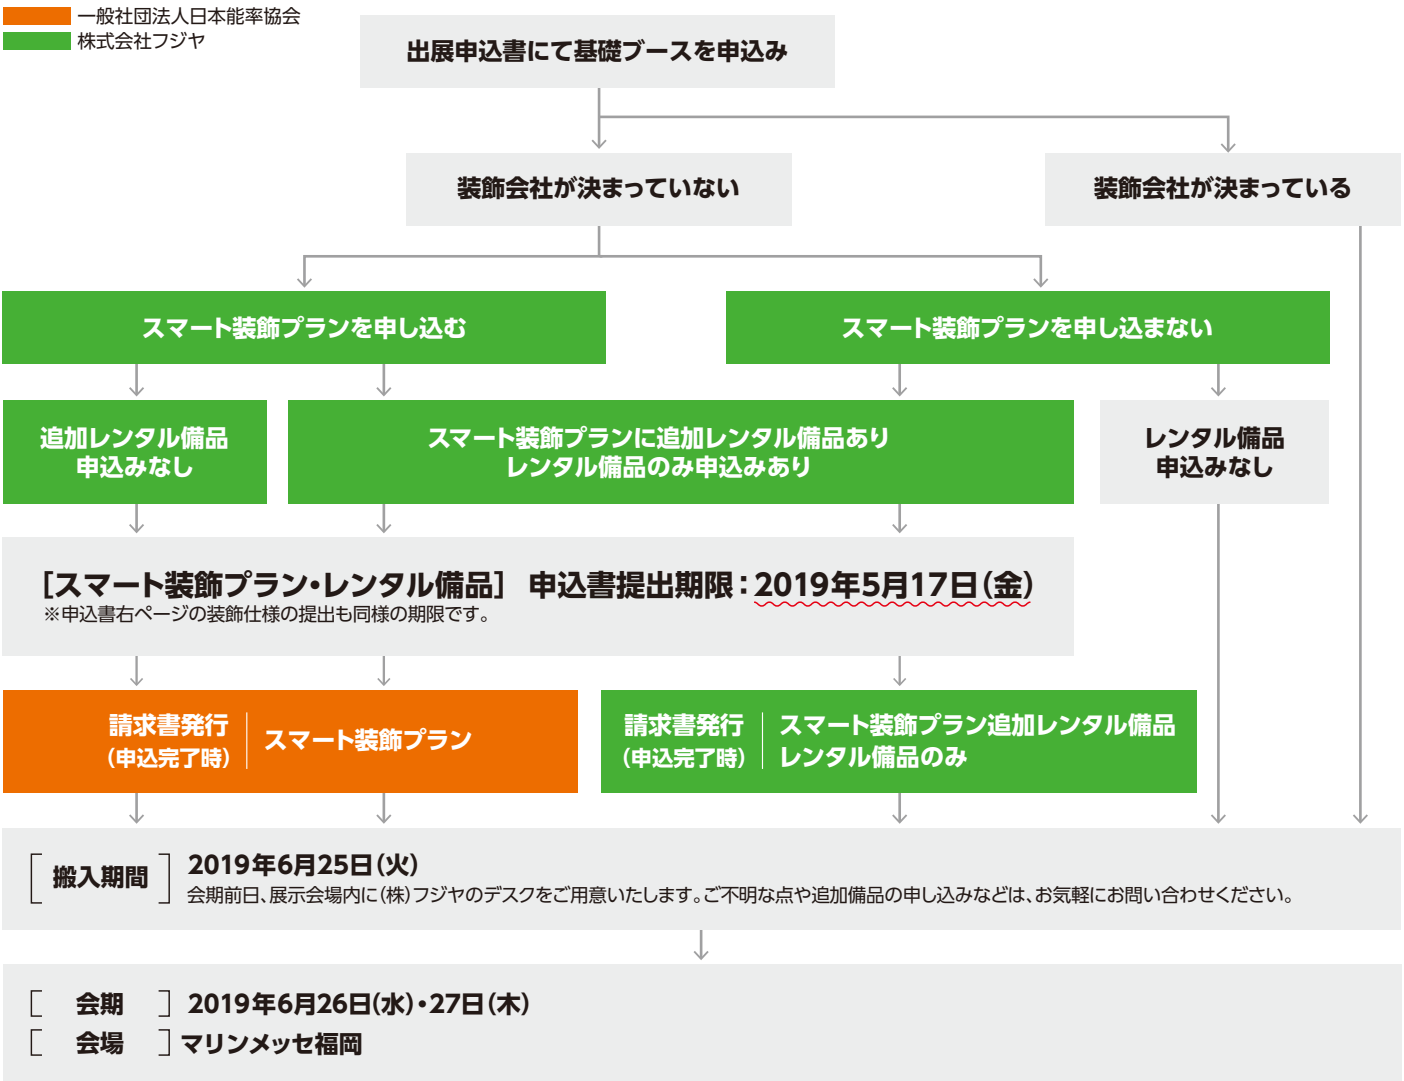 一般社団法人日本能率協会
株式会社フジヤ
出展申込書にて基礎ブースを申込み
装飾会社が決まっていない
装飾会社が決まっている
スマート装飾プランを申し込む
スマート装飾プランを申し込まない
追加レンタル備品
申込みなし
スマート装飾プランに追加レンタル備品あり
レンタル備品のみ申込みあり
レンタル備品
申込みなし
[スマート装飾プラン・レンタル備品] 申込書提出期限：2019年5月17日(金)
※申込書右ページの装飾仕様の提出も同様の期限です。
請求書発行
(申込完了時)
スマート装飾プラン
請求書発行
(申込完了時)
スマート装飾プラン追加レンタル備品
レンタル備品のみ
[搬入期間] 2019年6月25日(火)
会期前日、展示会場内に(株)フジヤのデスクをご用意いたします。ご不明な点や追加備品の申し込みなどは、お気軽にお問い合わせください。
[会期] 2019年6月26日(水)・27日(木)
[会場] マリンメッセ福岡